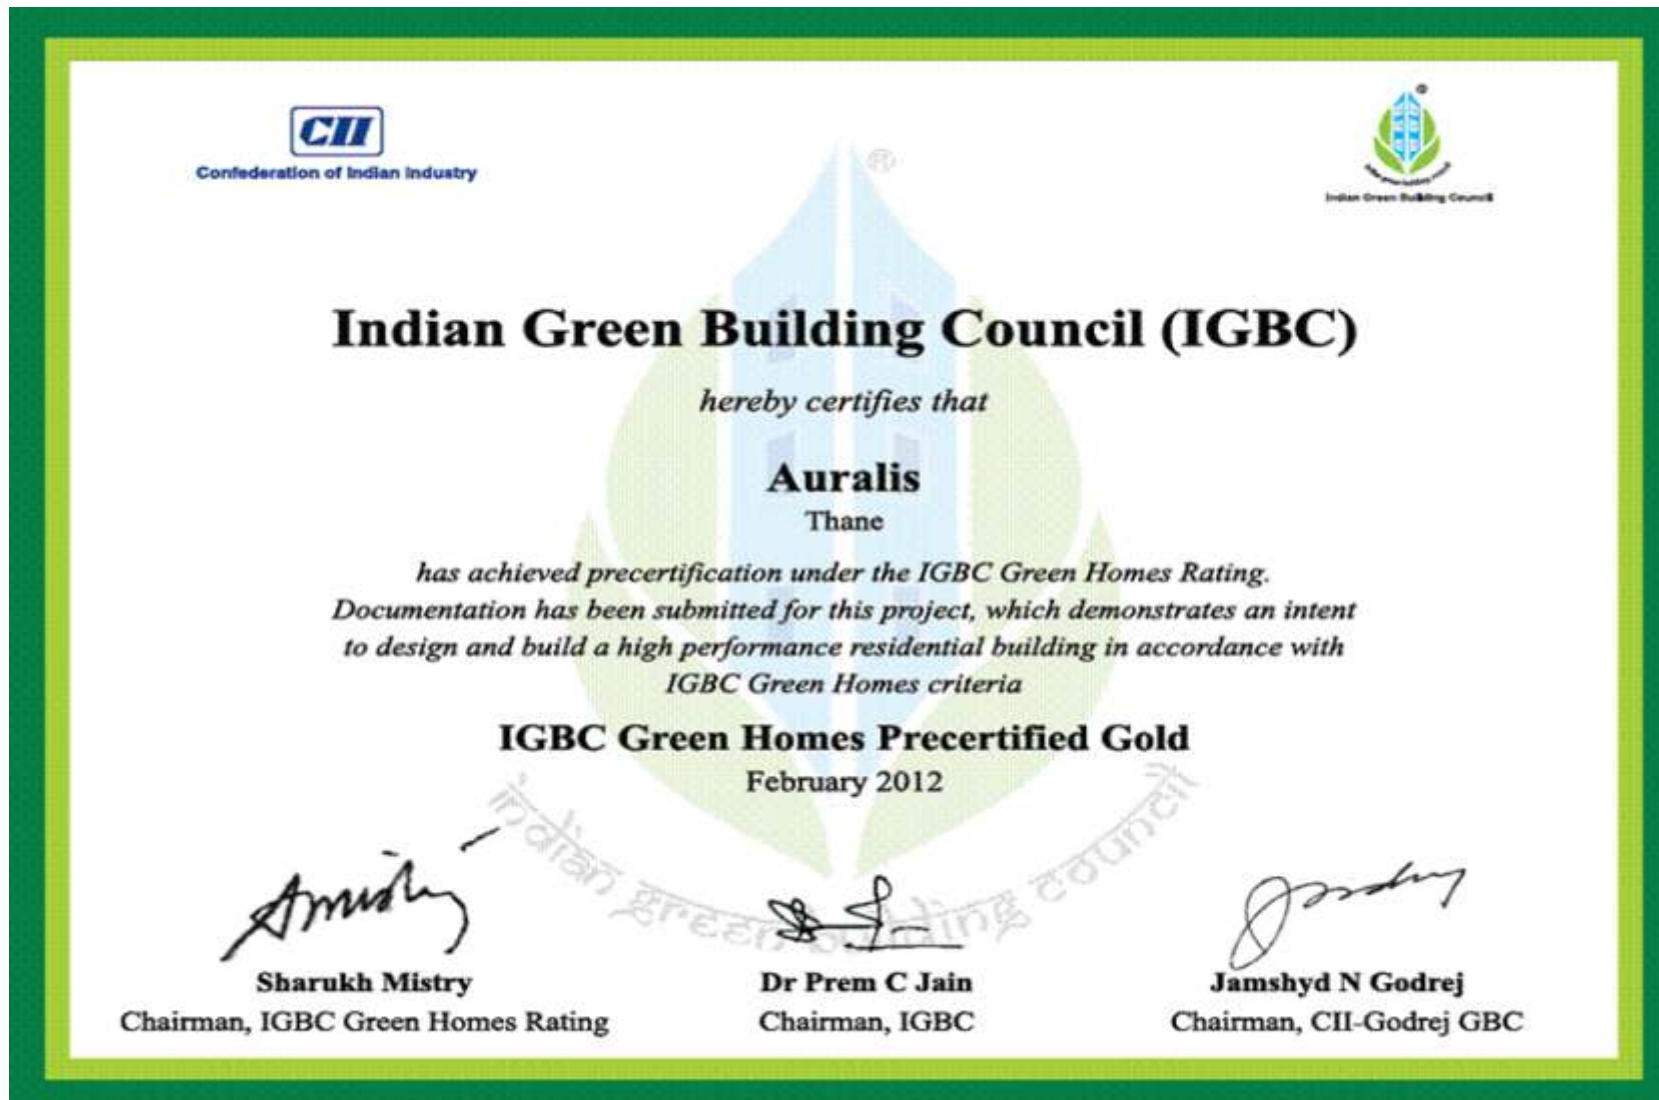 CII
Confederation of Indian Industry
®
indian green building council
Indian Green Building Council
®
Indian Green Building Council (IGBC)
hereby certifies that
Auralis
Thane
has achieved precertification under the IGBC Green Homes Rating.
Documentation has been submitted for this project, which demonstrates an intent
to design and build a high performance residential building in accordance with
IGBC Green Homes criteria
IGBC Green Homes Precertified Gold
February 2012
indian green building council
Sharukh Mistry
Chairman, IGBC Green Homes Rating
Dr Prem C Jain
Chairman, IGBC
Jamshyd N Godrej
Chairman, CII-Godrej GBC